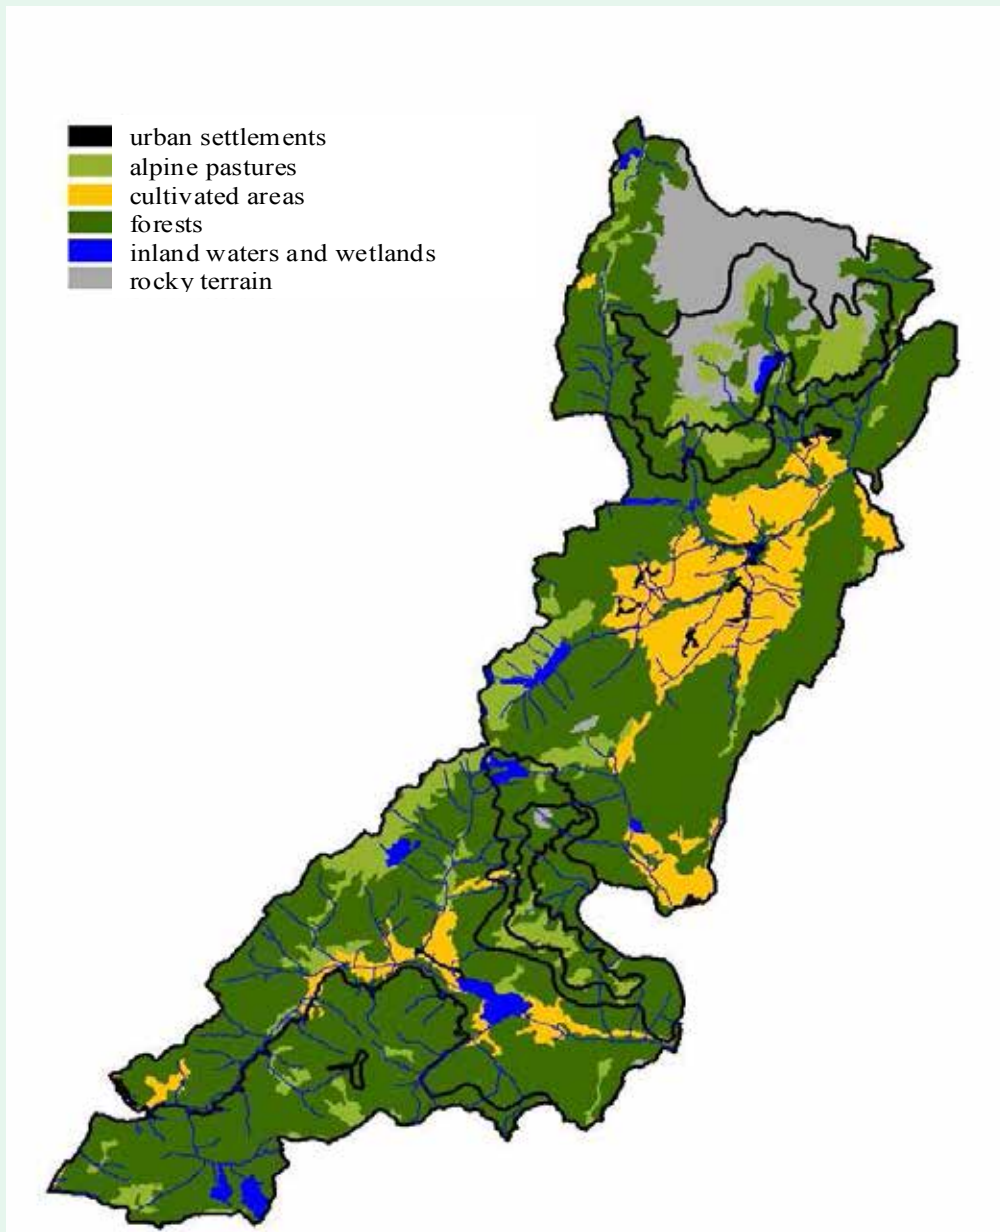 urban settlements
alpine pastures
cultivated areas
forests
inland waters and wetlands
rocky terrain